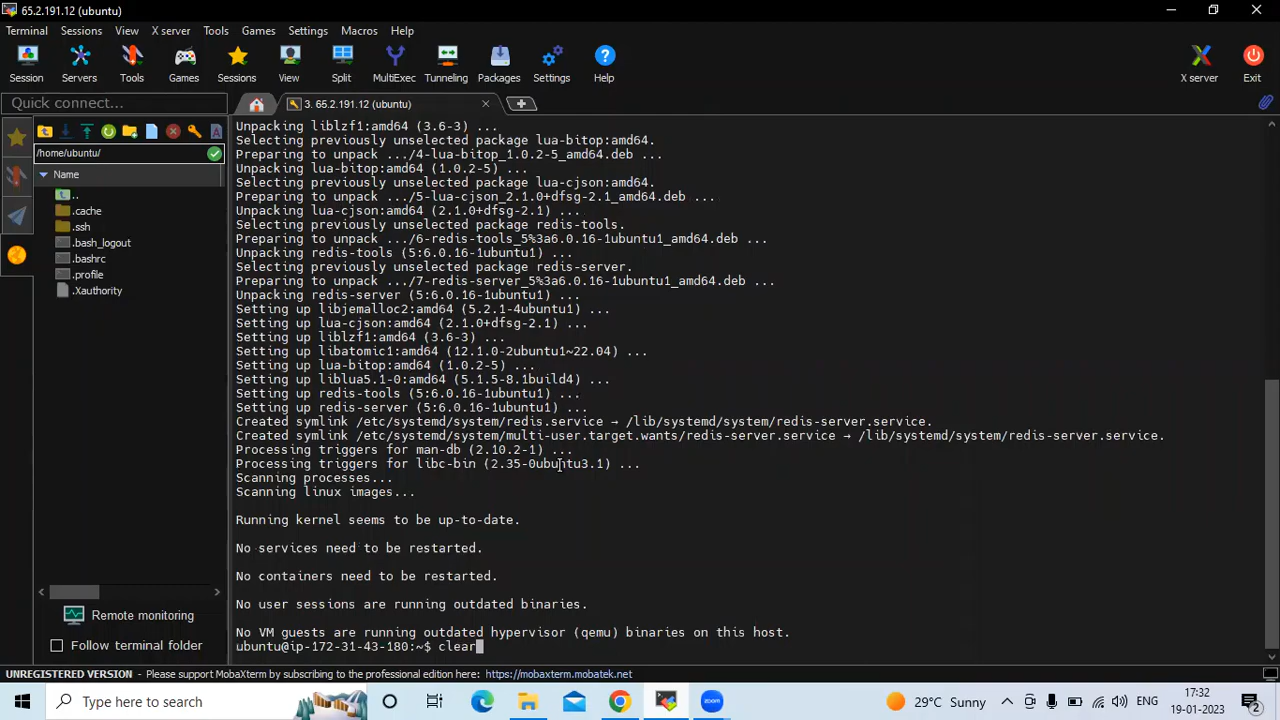 65.2.191.12 (ubuntu)
Terminal Sessions View X server Tools Games Settings Macros Help
Session Servers Tools Games Sessions View Split MultiExec Tunneling Packages Settings Help X server Exit
Quick connect...
3. 65.2.191.12 (ubuntu)
/home/ubuntu/
Name
..
.cache
.ssh
.bash_logout
.bashrc
.profile
.Xauthority
Remote monitoring
Follow terminal folder
Unpacking liblzf1:amd64 (3.6-3) ...
Selecting previously unselected package lua-bitop:amd64.
Preparing to unpack .../4-lua-bitop_1.0.2-5_amd64.deb ...
Unpacking lua-bitop:amd64 (1.0.2-5) ...
Selecting previously unselected package lua-cjson:amd64.
Preparing to unpack .../5-lua-cjson_2.1.0+dfsg-2.1_amd64.deb ...
Unpacking lua-cjson:amd64 (2.1.0+dfsg-2.1) ...
Selecting previously unselected package redis-tools.
Preparing to unpack .../6-redis-tools_5%3a6.0.16-1ubuntu1_amd64.deb ...
Unpacking redis-tools (5:6.0.16-1ubuntu1) ...
Selecting previously unselected package redis-server.
Preparing to unpack .../7-redis-server_5%3a6.0.16-1ubuntu1_amd64.deb ...
Unpacking redis-server (5:6.0.16-1ubuntu1) ...
Setting up libjemalloc2:amd64 (5.2.1-4ubuntu1) ...
Setting up lua-cjson:amd64 (2.1.0+dfsg-2.1) ...
Setting up liblzf1:amd64 (3.6-3) ...
Setting up libatomic1:amd64 (12.1.0-2ubuntu1~22.04) ...
Setting up lua-bitop:amd64 (1.0.2-5) ...
Setting up liblua5.1-0:amd64 (5.1.5-8.1build4) ...
Setting up redis-tools (5:6.0.16-1ubuntu1) ...
Setting up redis-server (5:6.0.16-1ubuntu1) ...
Created symlink /etc/systemd/system/redis.service → /lib/systemd/system/redis-server.service.
Created symlink /etc/systemd/system/multi-user.target.wants/redis-server.service → /lib/systemd/system/redis-server.service.
Processing triggers for man-db (2.10.2-1) ...
Processing triggers for libc-bin (2.35-0ubuntu3.1) ...
Scanning processes...
Scanning linux images...
Running kernel seems to be up-to-date.
No services need to be restarted.
No containers need to be restarted.
No user sessions are running outdated binaries.
No VM guests are running outdated hypervisor (qemu) binaries on this host.
ubuntu@ip-172-31-43-180:~$ clear
UNREGISTERED VERSION - Please support MobaXterm by subscribing to the professional edition here: https://mobaxterm.mobatek.net
Type here to search
zoom
29°C Sunny
ENG
17:32
19-01-2023
2